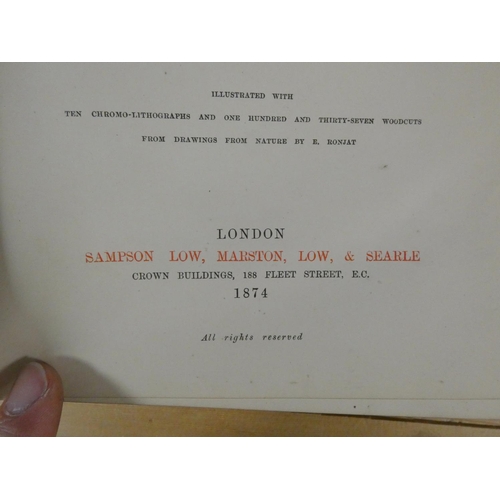 ILLUSTRATED WITH
TEN CHROMO-LITHOGRAPHS AND ONE HUNDRED AND THIRTY-SEVEN WOODCUTS
FROM DRAWINGS FROM NATURE BY E. RONJAT
LONDON
SAMPSON LOW, MARSTON, LOW, & SEARLE
CROWN BUILDINGS, 188 FLEET STREET, E.C.
1874
All rights reserved